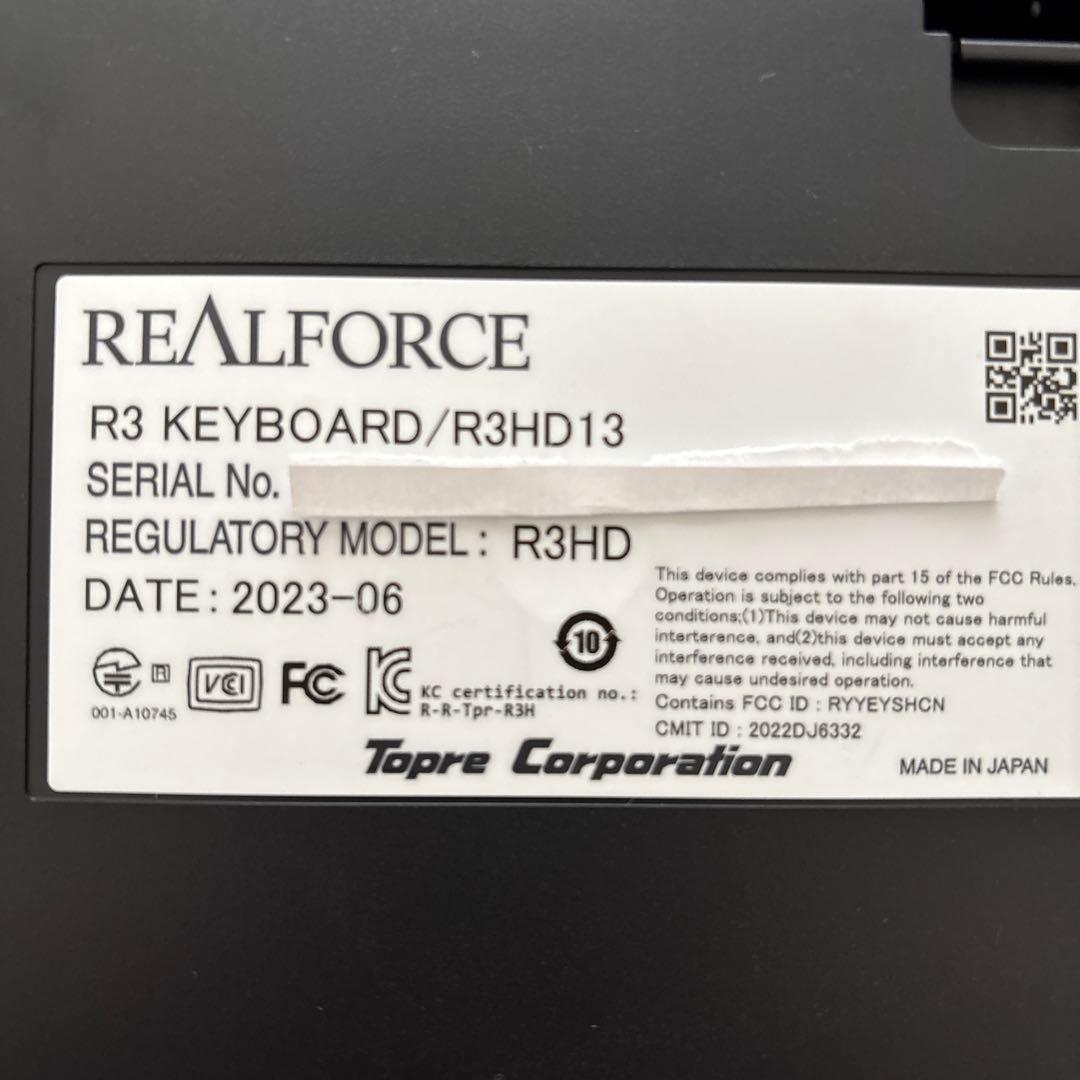 REALFORCE
R3 KEYBOARD/R3HD13
SERIAL No.
REGULATORY MODEL: R3HD
DATE: 2023-06
This device complies with part 15 of the FCC Rules.
Operation is subject to the following two
conditions;(1)This device may not cause harmful
interterence, and(2)this device must accept any
interference received, including interference that
may cause undesired operation.
Contains FCC ID : RYYEYSHCN
CMIT ID : 2022DJ6332
10
R
001-A10745
VCI
FC
KC certification no.:
R-R-Tpr-R3H
Topre Corporation
MADE IN JAPAN